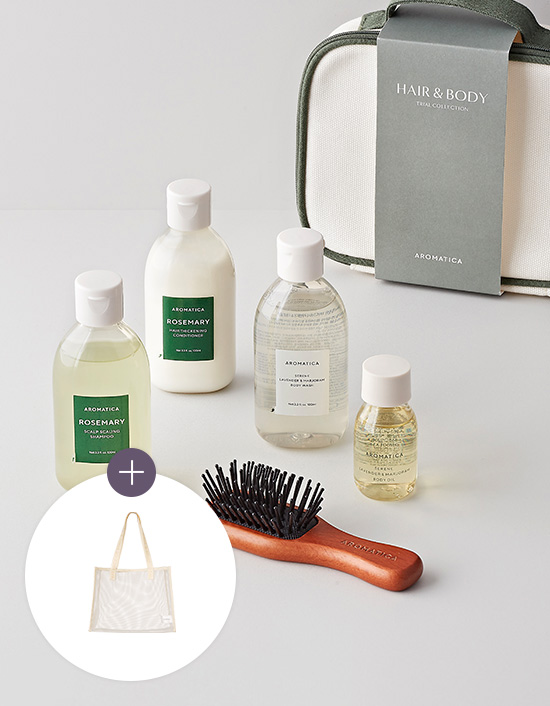 HAIR & BODY
TRIAL COLLECTION
AROMATICA
AROMATICA
ROSEMARY
HAIR THICKENING
CONDITIONER
AROMATICA
SERENE
LAVENDER & MARJORAM
BODY WASH
AROMATICA
ROSEMARY
SCALP SCALING
SHAMPOO
AROMATICA
SERENE
LAVENDER & MARJORAM
BODY OIL
AROMATICA
+